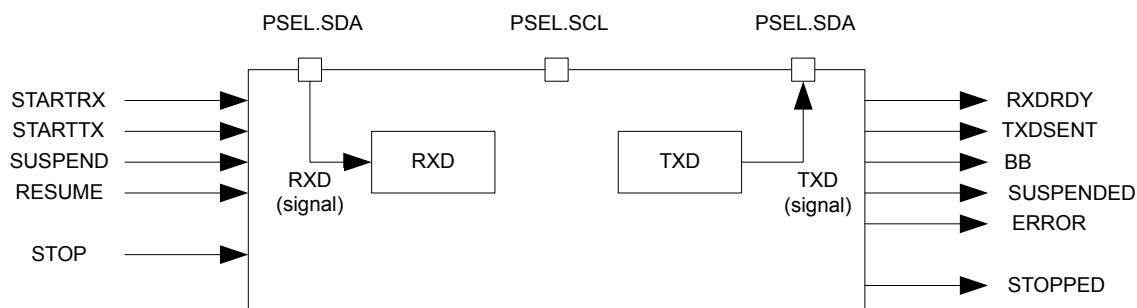 PSEL.SDA PSEL.SCL PSEL.SDA
STARTRX
STARTTX
SUSPEND
RESUME
STOP
RXD
(signal)
RXD
TXD
TXD
(signal)
RXDRDY
TXDSENT
BB
SUSPENDED
ERROR
STOPPED